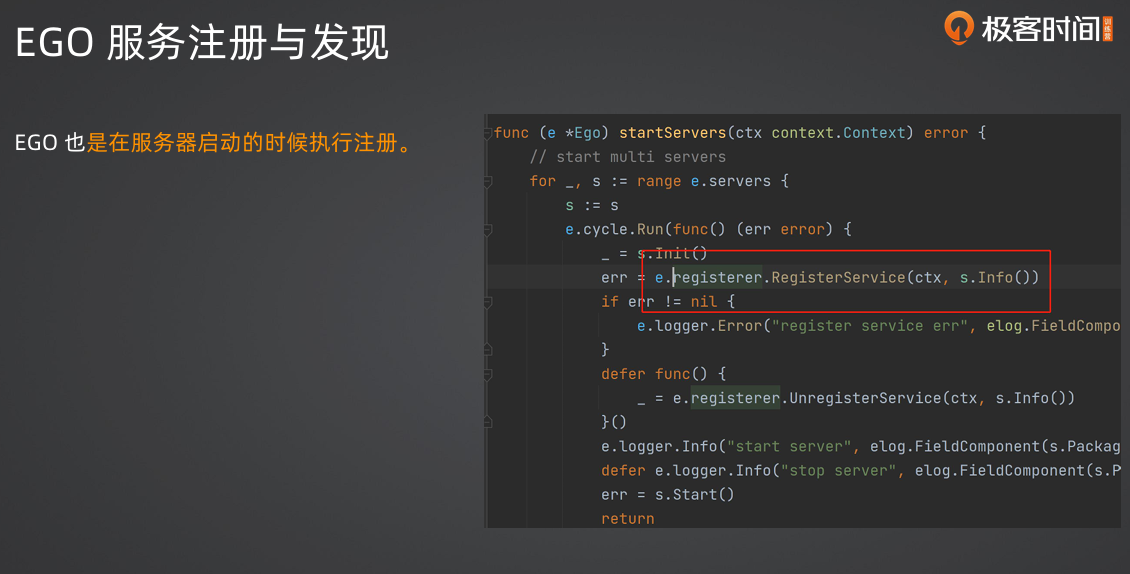 EGO 服务注册与发现
极客时间
训练营
EGO 也是在服务器启动的时候执行注册。
func (e *Ego) startServers(ctx context.Context) error {
// start multi servers
for _, s := range e.servers {
s := s
e.cycle.Run(func() (err error) {
_ = s.Init()
err = e.registerer.RegisterService(ctx, s.Info())
if err != nil {
e.logger.Error("register service err", elog.FieldCompo
}
defer func() {
_ = e.registerer.UnregisterService(ctx, s.Info())
}()
e.logger.Info("start server", elog.FieldComponent(s.Packag
defer e.logger.Info("stop server", elog.FieldComponent(s.P
err = s.Start()
return